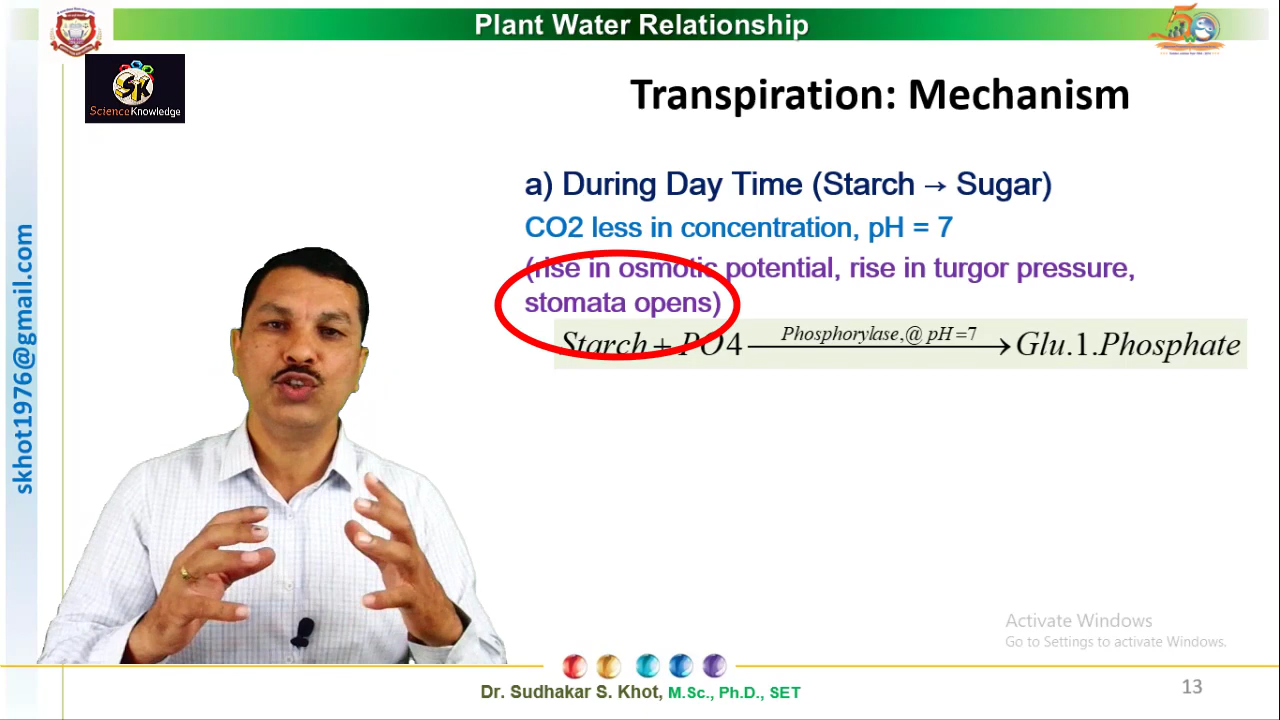 Plant Water Relationship
SK
ScienceKnowledge
Transpiration: Mechanism
a) During Day Time (Starch → Sugar)
CO2 less in concentration, pH = 7
(rise in osmotic potential, rise in turgor pressure,
stomata opens)
Starch + PO4 Phosphorylase,@ pH=7 → Glu.1.Phosphate
skhot1976@gmail.com
Activate Windows
Go to Settings to activate Windows.
Dr. Sudhakar S. Khot, M.Sc., Ph.D., SET
13